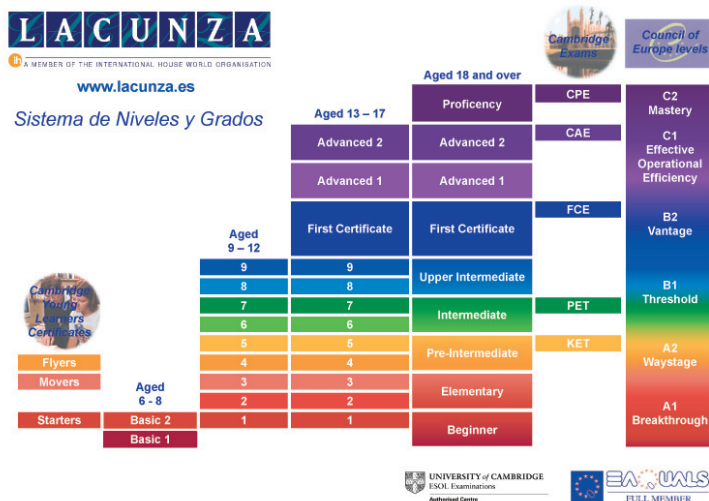 LACUNZA
ih A MEMBER OF THE INTERNATIONAL HOUSE WORLD ORGANISATION
www.lacunza.es
Sistema de Niveles y Grados
Cambridge
Exams
Council of
Europe levels
Aged 18 and over
Aged 13 – 17
Aged
9 – 12
Aged
6 - 8
Cambridge
Young
Learners
Certificates
Proficency CPE C2
Mastery
Advanced 2 Advanced 2 CAE C1
Effective
Operational
Efficiency
Advanced 1 Advanced 1
First Certificate First Certificate FCE B2
Vantage
9 9 Upper Intermediate
8 8 B1
Threshold
7 7 Intermediate PET
6 6
5 5 Pre-Intermediate KET A2
Waystage
Flyers 4 4
Movers 3 3 Elementary
2 2 A1
Breakthrough
Starters Basic 2 1 1 Beginner
Basic 1
UNIVERSITY of CAMBRIDGE
ESOL Examinations
Authorised Centre
EAQUALS
FULL MEMBER